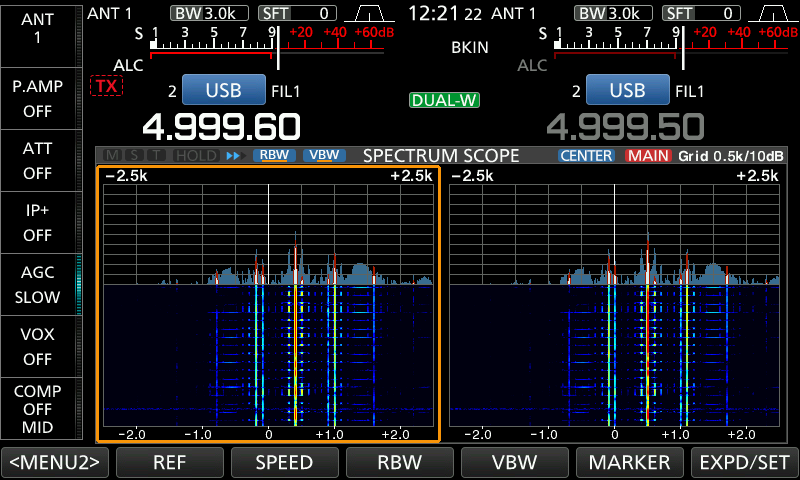 ANT 1
BW 3.0k SFT 0
12:21 22
ANT 1
BW 3.0k SFT 0
ANT
1
S 1 3 5 7 9 +20 +40 +60dB
ALC
BKIN
S 1 3 5 7 9 +20 +40 +60dB
ALC
P.AMP
OFF
TX
2 USB FIL1
DUAL-W
2 USB FIL1
4.999.60
4.999.50
ATT
OFF
M S T HOLD RBW VBW SPECTRUM SCOPE CENTER MAIN Grid 0.5k/10dB
−2.5k +2.5k
−2.5k +2.5k
IP+
OFF
AGC
SLOW
VOX
OFF
COMP
OFF
MID
-2.0 -1.0 0 +1.0 +2.0
-2.0 -1.0 0 +1.0 +2.0
<MENU2> REF SPEED RBW VBW MARKER EXPD/SET